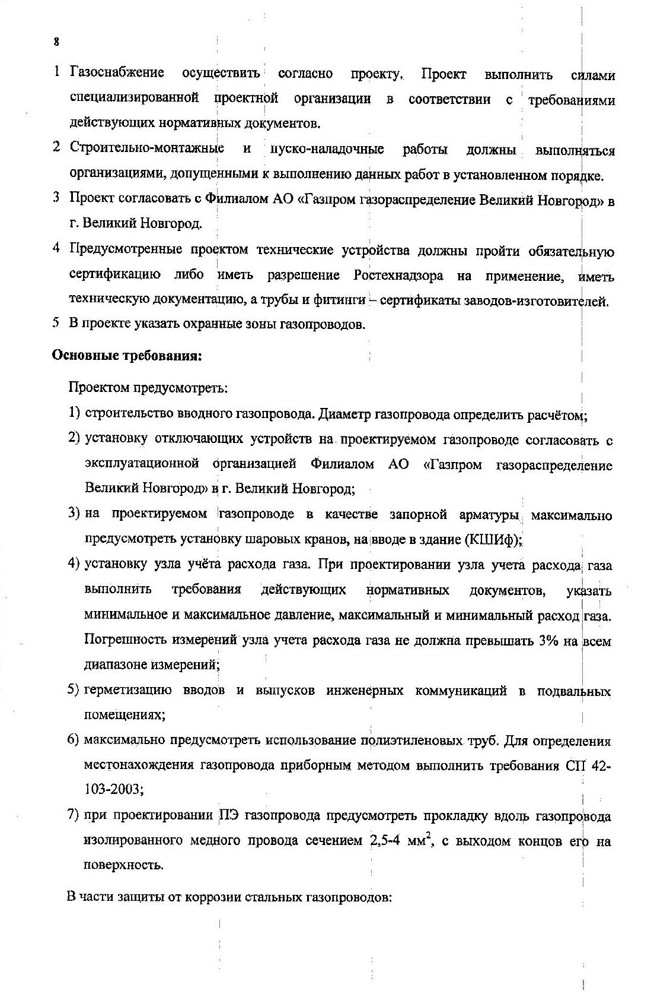 8
1 Газоснабжение осуществить согласно проекту. Проект выполнить силами
специализированной проектной организации в соответствии с требованиями
действующих нормативных документов.
2 Строительно-монтажные и пуско-наладочные работы должны выполняться
организациями, допущенными к выполнению данных работ в установленном порядке.
3 Проект согласовать с Филиалом АО «Газпром газораспределение Великий Новгород» в
г. Великий Новгород.
4 Предусмотренные проектом технические устройства должны пройти обязательную
сертификацию либо иметь разрешение Ростехнадзора на применение, иметь
техническую документацию, а трубы и фитинги – сертификаты заводов-изготовителей.
5 В проекте указать охранные зоны газопроводов.
Основные требования:
Проектом предусмотреть:
1) строительство вводного газопровода. Диаметр газопровода определить расчётом;
2) установку отключающих устройств на проектируемом газопроводе согласовать с
эксплуатационной организацией Филиалом АО «Газпром газораспределение
Великий Новгород» в г. Великий Новгород;
3) на проектируемом газопроводе в качестве запорной арматуры максимально
предусмотреть установку шаровых кранов, на вводе в здание (КШИф);
4) установку узла учёта расхода газа. При проектировании узла учета расхода газа
выполнить требования действующих нормативных документов, указать
минимальное и максимальное давление, максимальный и минимальный расход газа.
Погрешность измерений узла учета расхода газа не должна превышать 3% на всем
диапазоне измерений;
5) герметизацию вводов и выпусков инженерных коммуникаций в подвальных
помещениях;
6) максимально предусмотреть использование полиэтиленовых труб. Для определения
местонахождения газопровода приборным методом выполнить требования СП 42-
103-2003;
7) при проектировании ПЭ газопровода предусмотреть прокладку вдоль газопровода
изолированного медного провода сечением 2,5-4 мм², с выходом концов его на
поверхность.
В части защиты от коррозии стальных газопроводов: